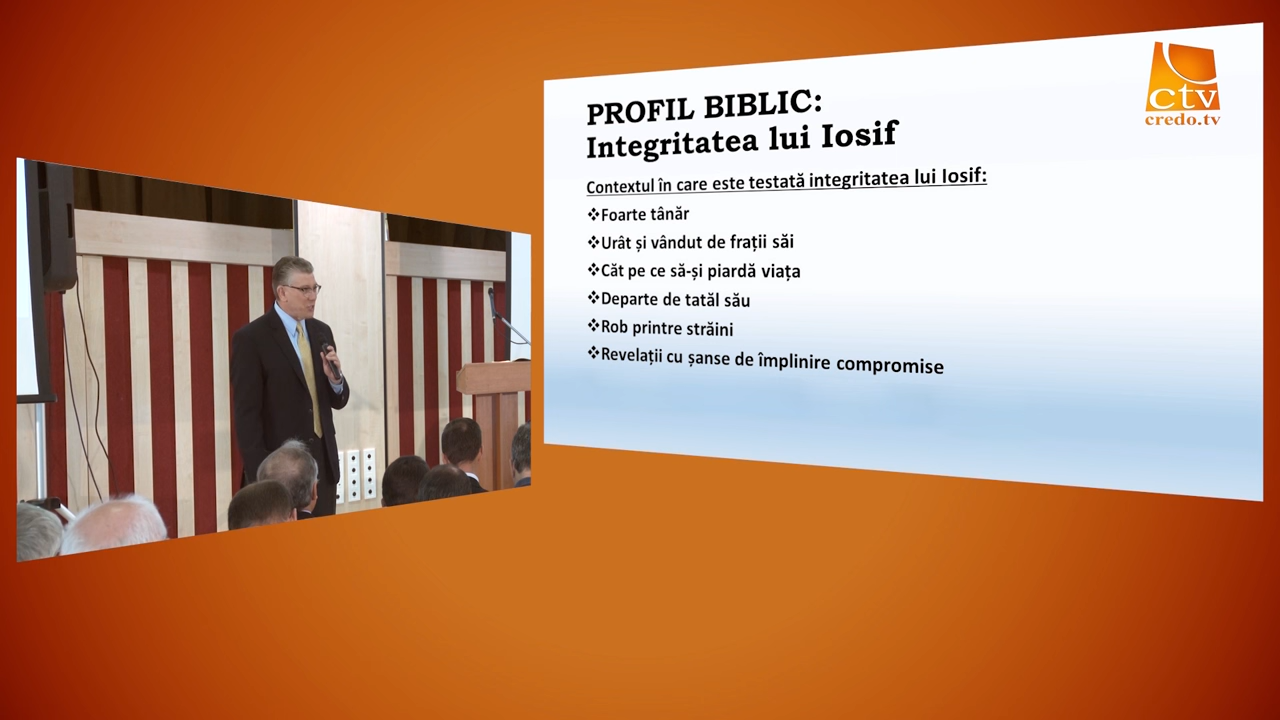 PROFIL BIBLIC:
Integritatea lui Iosif
Contextul în care este testată integritatea lui Iosif:
❖Foarte tânăr
❖Urât și vândut de frații săi
❖Căt pe ce să-și piardă viața
❖Departe de tatăl său
❖Rob printre străini
❖Revelații cu șanse de împlinire compromise
ctv
credo.tv